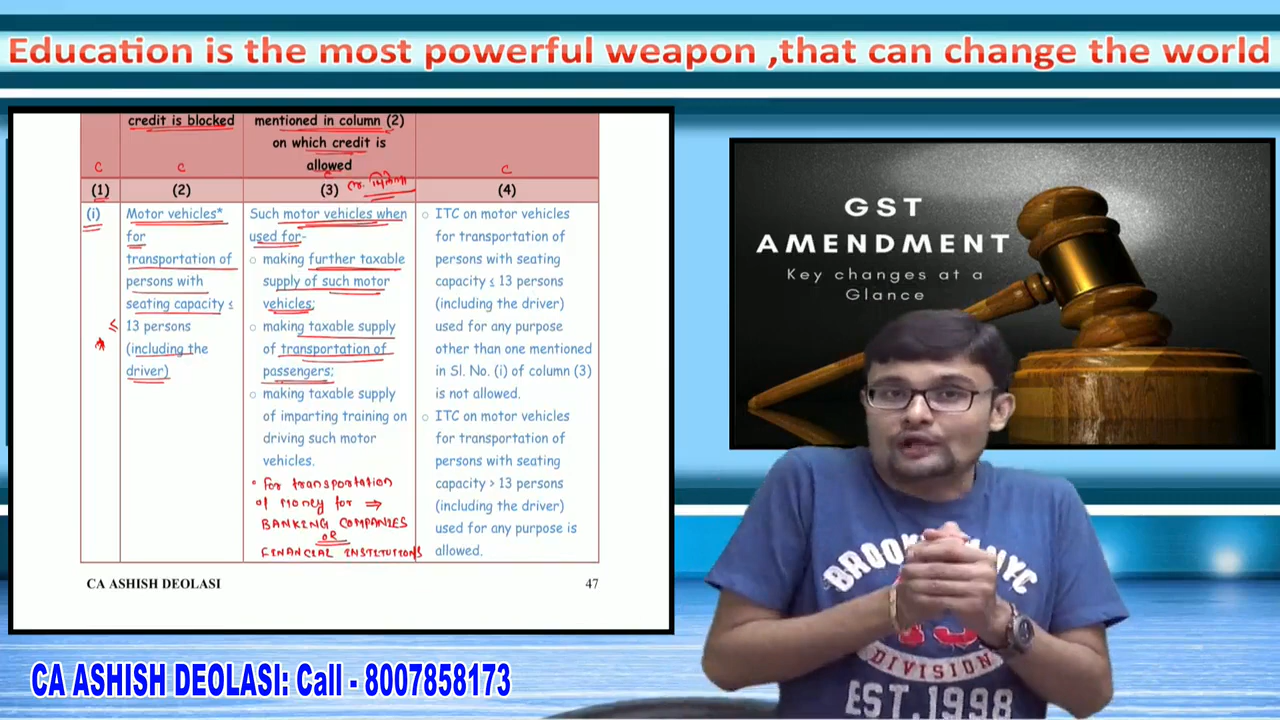 Education is the most powerful weapon ,that can change the world
credit is blocked
mentioned in column (2)
on which credit is
allowed
C
C
C
(1)
(2)
(3)
(4)
(i)
Motor vehicles*
for
transportation of
persons with
seating capacity ≤
≤
13 persons
(including the
driver)
Such motor vehicles when
used for-
○ making further taxable
supply of such motor
vehicles;
○ making taxable supply
of transportation of
passengers;
○ making taxable supply
of imparting training on
driving such motor
vehicles.
• For transportation
of money for ⇒
BANKING COMPANIES
OR
FINANCIAL INSTITUTIONS
○ ITC on motor vehicles
for transportation of
persons with seating
capacity ≤ 13 persons
(including the driver)
used for any purpose
other than one mentioned
in Sl. No. (i) of column (3)
is not allowed.
○ ITC on motor vehicles
for transportation of
persons with seating
capacity > 13 persons
(including the driver)
used for any purpose is
allowed.
CA ASHISH DEOLASI
47
GST
AMENDMENT
Key changes at a
Glance
DIVISION
EST.1998
CA ASHISH DEOLASI: Call - 8007858173